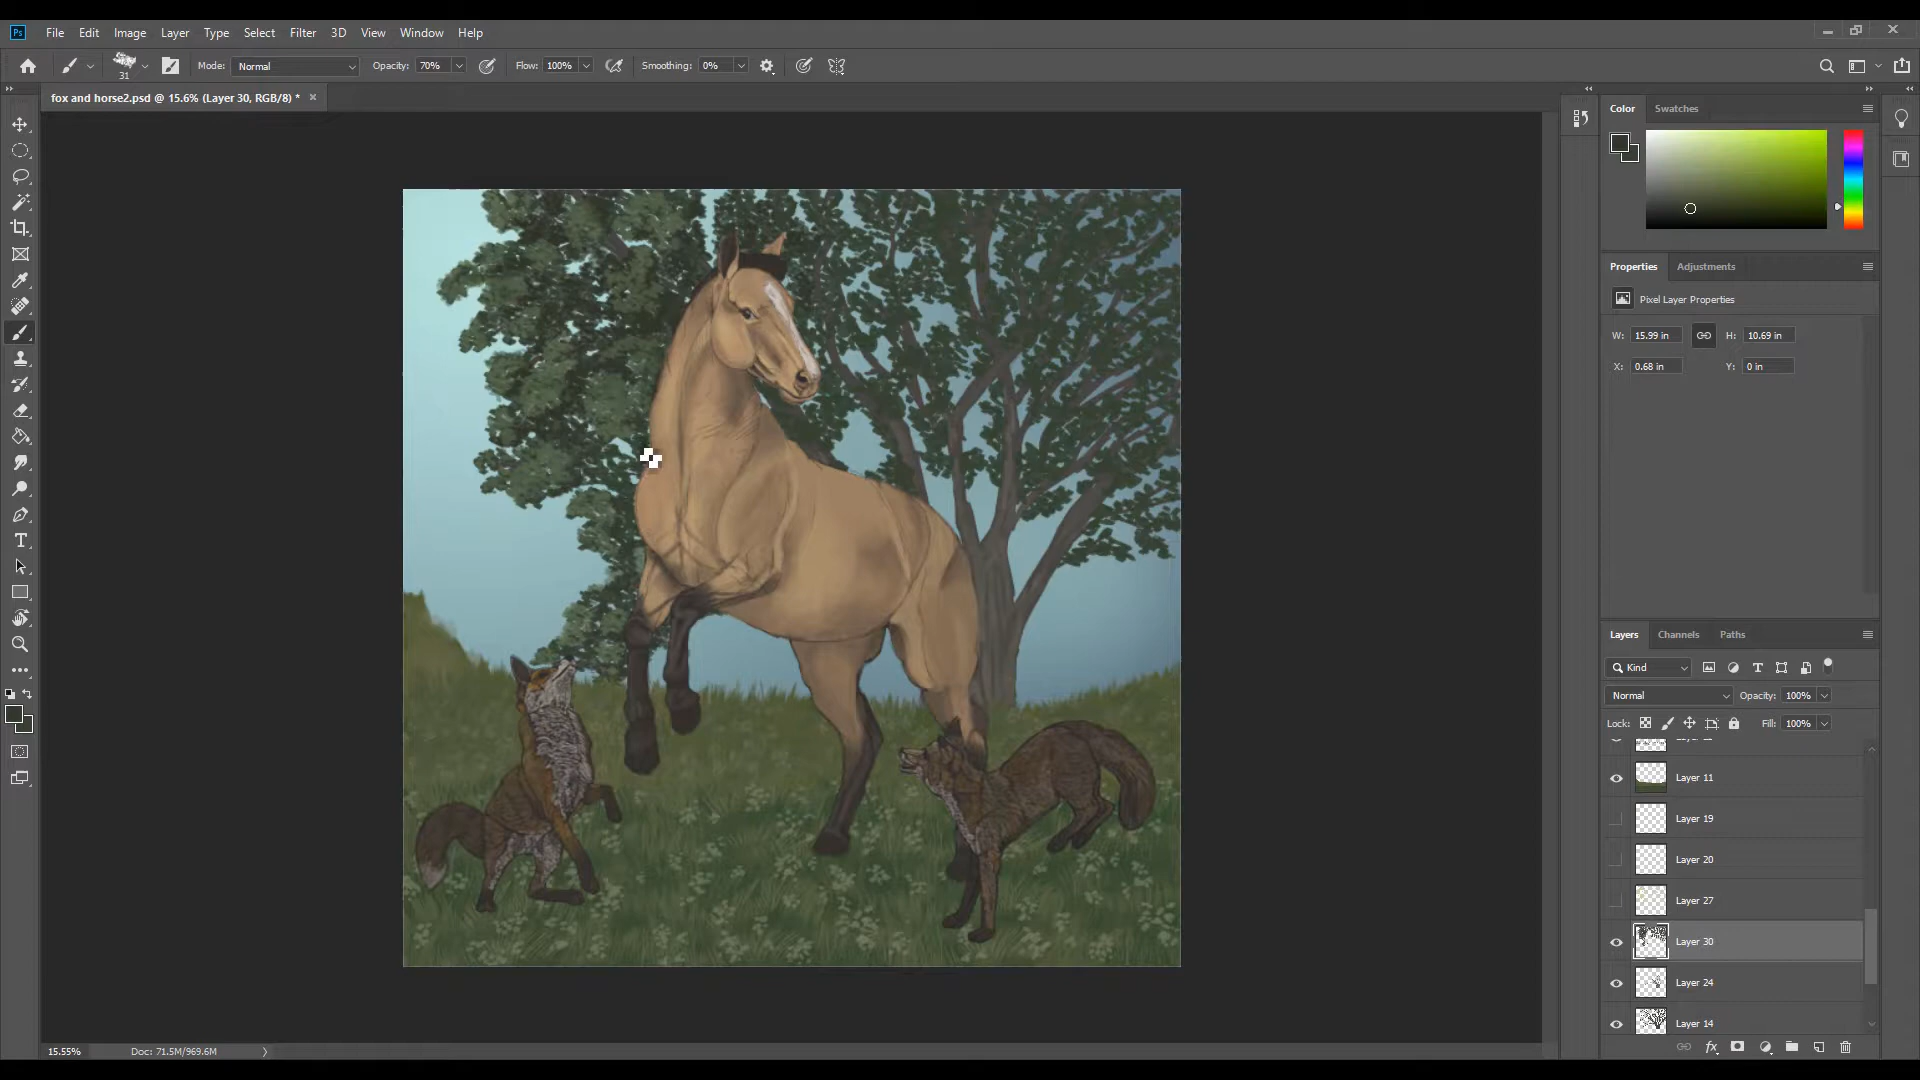 Ps File Edit Image Layer Type Select Filter 3D View Window Help
31 Mode: Normal Opacity: 70% Flow: 100% Smoothing: 0%
fox and horse2.psd @ 15.6% (Layer 30, RGB/8) *
Color Swatches
Properties Adjustments
Pixel Layer Properties
W: 15.99 in H: 10.69 in
X: 0.68 in Y: 0 in
Layers Channels Paths
Kind
Normal Opacity: 100%
Lock: Fill: 100%
Layer 11
Layer 19
Layer 20
Layer 27
Layer 30
Layer 24
Layer 14
fx
15.55% Doc: 71.5M/969.6M